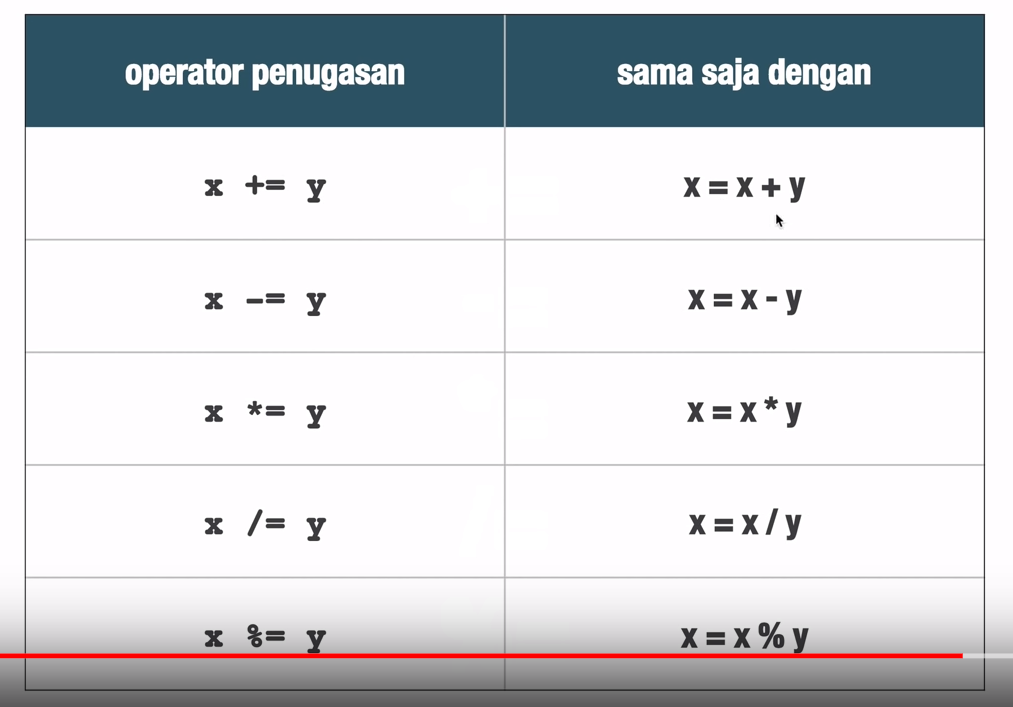 operator penugasan sama saja dengan
x += y x = x + y
x -= y x = x - y
x *= y x = x * y
x /= y x = x / y
x %= y x = x % y